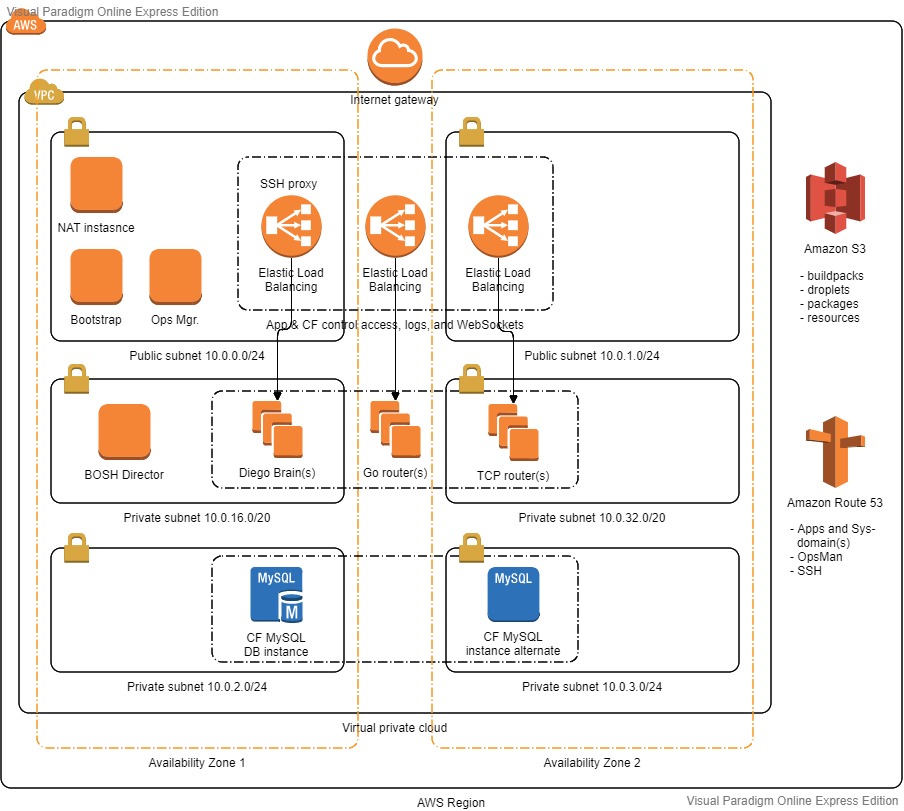 Visual Paradigm Online Express Edition
AWS
Internet gateway
VPC
SSH proxy
NAT instasnce
Elastic Load
Balancing
Elastic Load
Balancing
Elastic Load
Balancing
Bootstrap
Ops Mgr.
App & CF control access, logs, and WebSockets
Public subnet 10.0.0.0/24
Public subnet 10.0.1.0/24
Amazon S3
- buildpacks
- droplets
- packages
- resources
BOSH Director
Diego Brain(s)
Go router(s)
TCP router(s)
Private subnet 10.0.16.0/20
Private subnet 10.0.32.0/20
Amazon Route 53
- Apps and Sys-
domain(s)
- OpsMan
- SSH
MySQL
M
CF MySQL
DB instance
MySQL
CF MySQL
instance alternate
Private subnet 10.0.2.0/24
Private subnet 10.0.3.0/24
Virtual private cloud
Availability Zone 1
Availability Zone 2
AWS Region
Visual Paradigm Online Express Edition